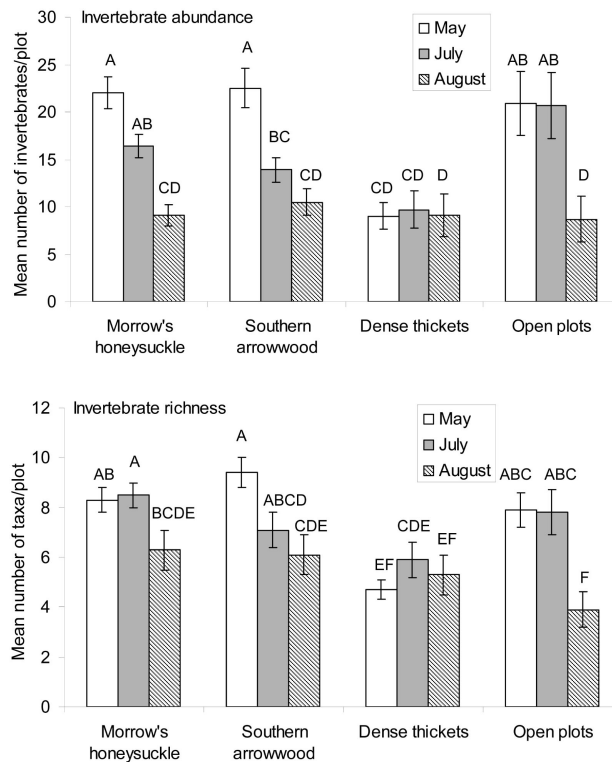 Invertebrate abundance
Mean number of invertebrates/plot
30
25
20
15
10
5
0
May
July
August
A
AB
CD
A
BC
CD
CD
CD
D
AB
AB
D
Morrow's
honeysuckle
Southern
arrowwood
Dense thickets
Open plots
Invertebrate richness
Mean number of taxa/plot
12
10
8
6
4
2
0
May
July
August
AB
A
BCDE
A
ABCD
CDE
EF
CDE
EF
ABC
ABC
F
Morrow's
honeysuckle
Southern
arrowwood
Dense thickets
Open plots